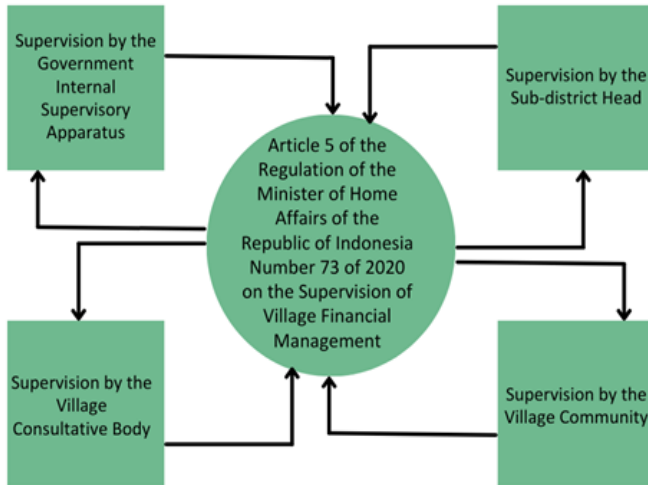 Supervision by the
Government
Internal
Supervisory
Apparatus
Supervision by the
Sub-district Head
Article 5 of the
Regulation of the
Minister of Home
Affairs of the
Republic of Indonesia
Number 73 of 2020
on the Supervision of
Village Financial
Management
Supervision by the
Village
Consultative Body
Supervision by the
Village Community